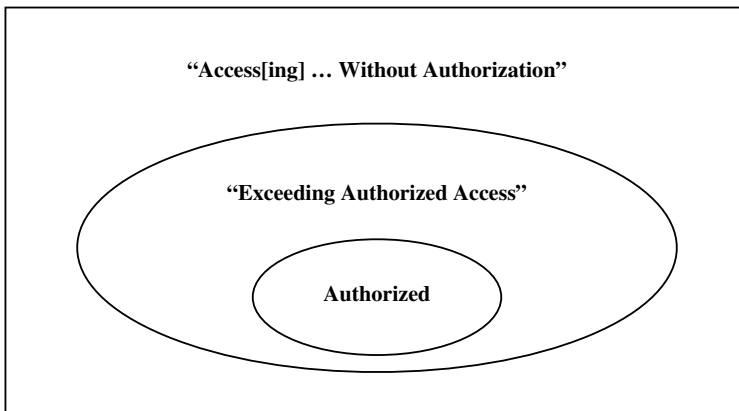 “Access[ing] … Without Authorization”
“Exceeding Authorized Access”
Authorized